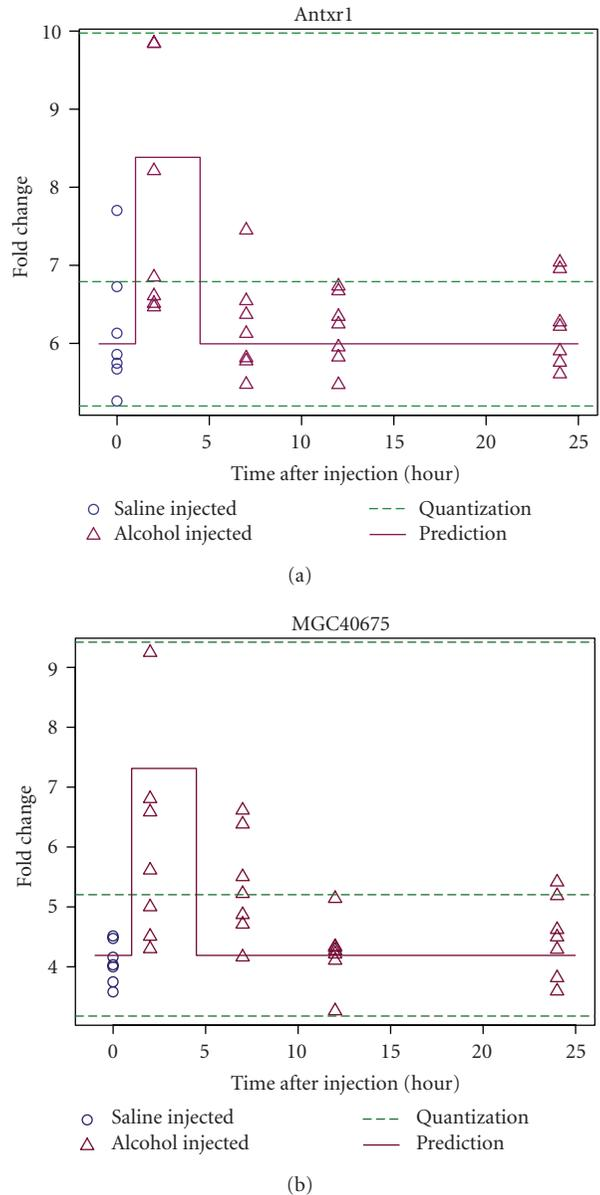 Antxr1
10
9
8
7
6
Fold change
0 5 10 15 20 25
Time after injection (hour)
Saline injected Quantization
Alcohol injected Prediction
(a)
MGC40675
9
8
7
6
5
4
Fold change
0 5 10 15 20 25
Time after injection (hour)
Saline injected Quantization
Alcohol injected Prediction
(b)